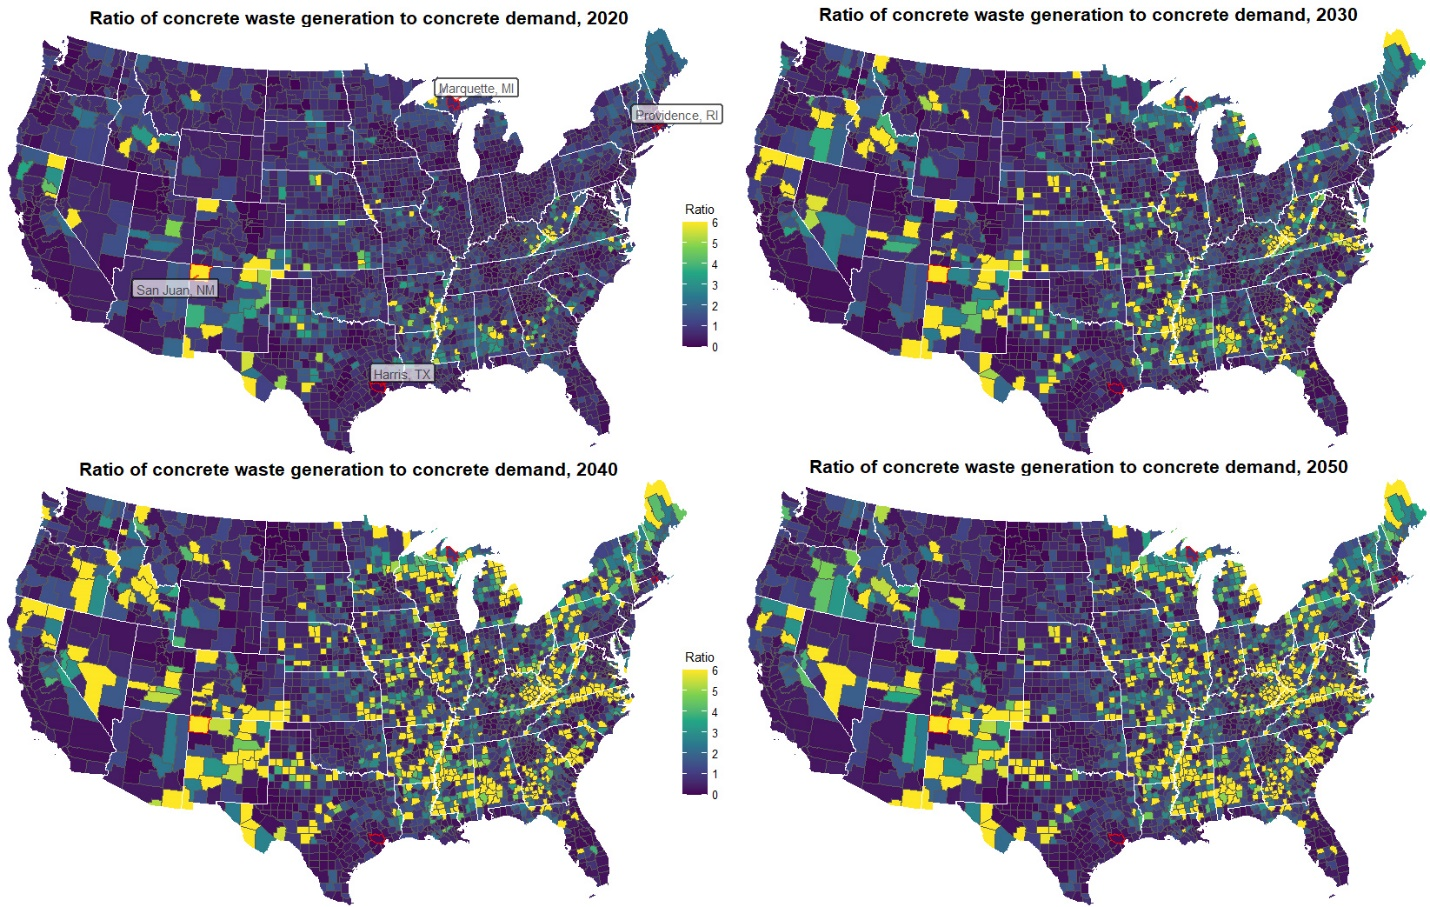 Ratio of concrete waste generation to concrete demand, 2020
Ratio of concrete waste generation to concrete demand, 2030
Marquette, MI
Providence, RI
San Juan, NM
Harris, TX
Ratio
6
5
4
3
2
1
0
Ratio of concrete waste generation to concrete demand, 2040
Ratio of concrete waste generation to concrete demand, 2050
Ratio
6
5
4
3
2
1
0